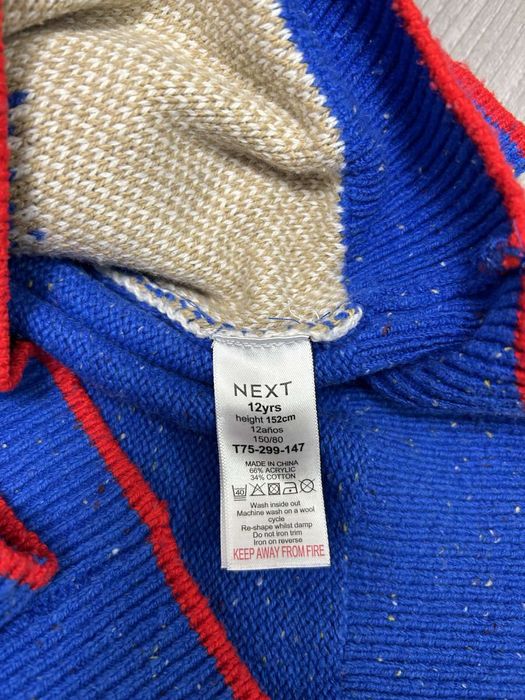 NEXT
12yrs
height 152cm
12años
150/80
T75-299-147
MADE IN CHINA
66% ACRYLIC
34% COTTON
40
Wash inside out
Machine wash on a wool
cycle
Re-shape whilst damp
Do not iron trim
Iron on reverse
KEEP AWAY FROM FIRE